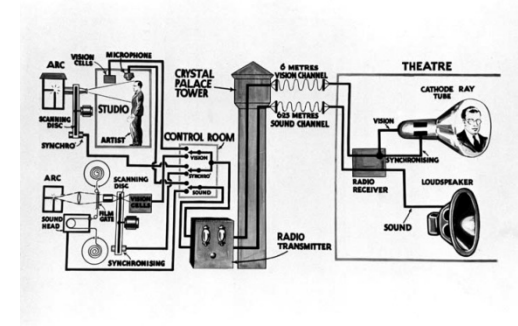 ARC
VISION
CELLS
MICROPHONE
STUDIO
SCANNING
DISC
ARTIST
SYNCHRO
CRYSTAL
PALACE
TOWER
6 METRES
VISION CHANNEL
6·25 METRES
SOUND CHANNEL
THEATRE
CATHODE RAY
TUBE
VISION
SYNCHRONISING
RADIO
RECEIVER
LOUDSPEAKER
SOUND
CONTROL ROOM
VISION
SOUND
RADIO
TRANSMITTER
ARC
SCANNING
DISC
VISION
CELLS
FILM
GATE
SOUND
HEAD
SYNCHRONISING